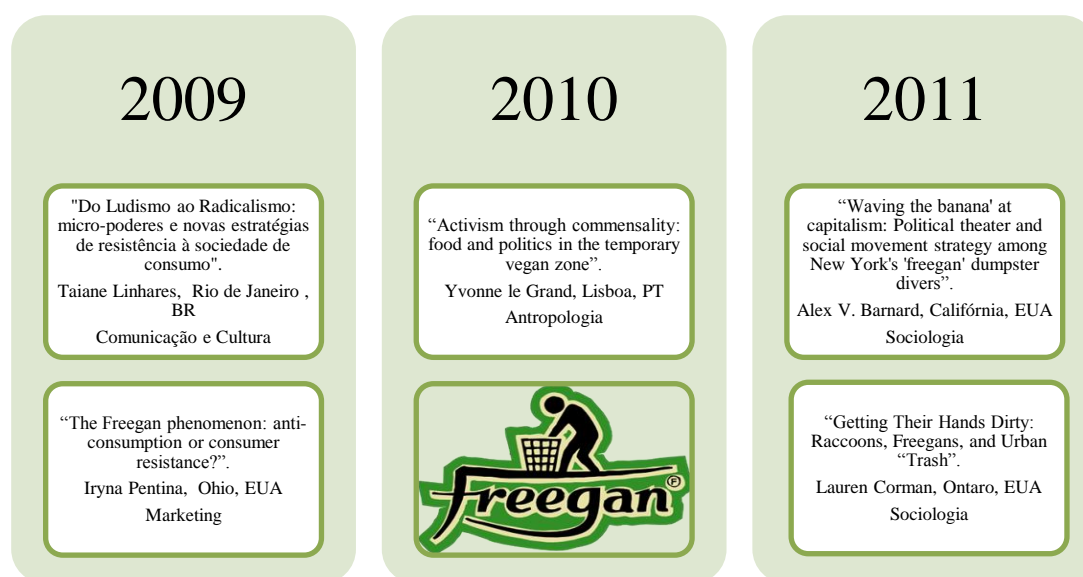 2009
"Do Ludismo ao Radicalismo:
micro-poderes e novas estratégias
de resistência à sociedade de
consumo".
Taiane Linhares, Rio de Janeiro ,
BR
Comunicação e Cultura
“The Freegan phenomenon: anti-
consumption or consumer
resistance?”.
Iryna Pentina, Ohio, EUA
Marketing
2010
“Activism through commensality:
food and politics in the temporary
vegan zone”.
Yvonne le Grand, Lisboa, PT
Antropologia
freegan
2011
“Waving the banana' at
capitalism: Political theater and
social movement strategy among
New York's 'freegan' dumpster
divers”.
Alex V. Barnard, Califórnia, EUA
Sociologia
“Getting Their Hands Dirty:
Raccoons, Freegans, and Urban
“Trash”.
Lauren Corman, Ontaro, EUA
Sociologia